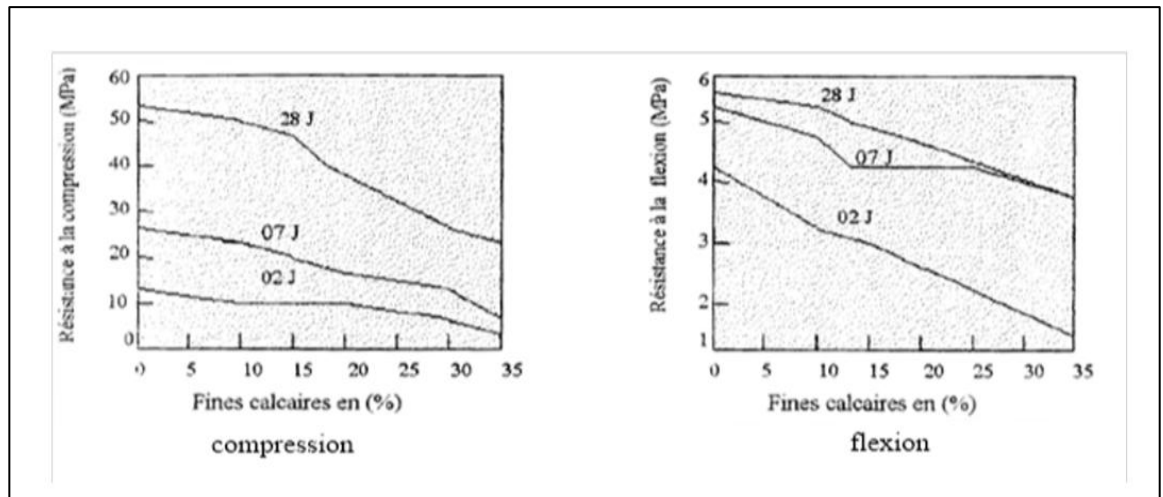 Résistance à la compression (MPa)
60
50
40
30
20
10
0
28 J
07 J
02 J
0 5 10 15 20 25 30 35
Fines calcaires en (%)
compression
Résistance à la flexion (MPa)
6
5
4
3
2
1
28 J
07 J
02 J
0 5 10 15 20 25 30 35
Fines calcaires en (%)
flexion